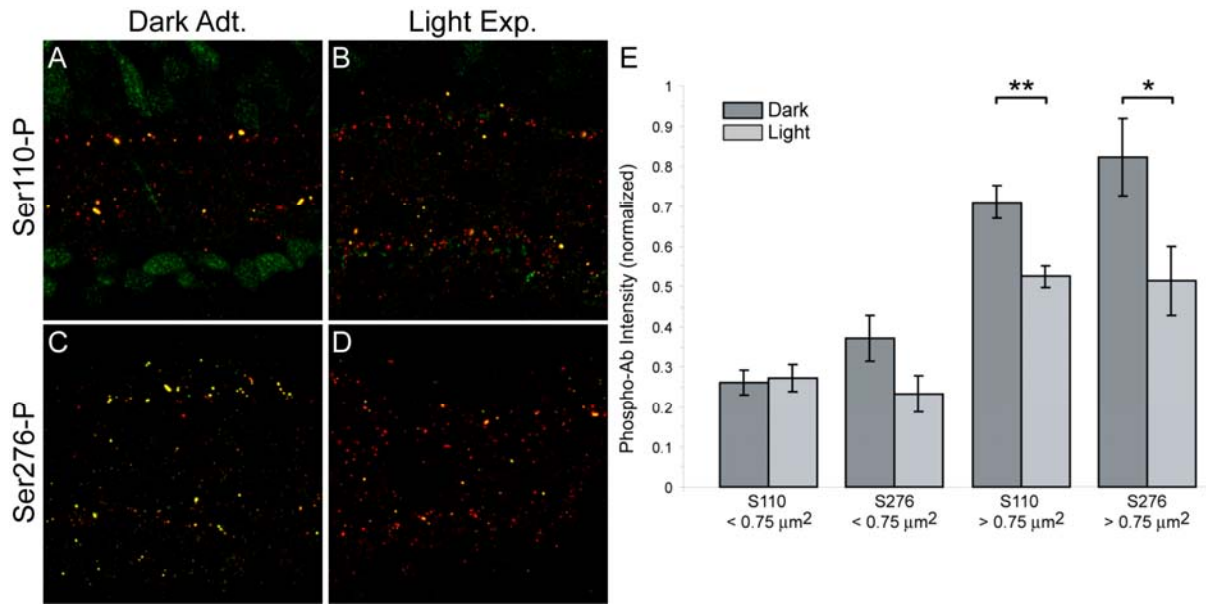 Dark Adt.
Light Exp.
A
B
E
Ser110-P
C
D
Ser276-P
Phospho-Ab Intensity (normalized)
1
0.9
0.8
0.7
0.6
0.5
0.4
0.3
0.2
0.1
0
Dark
Light
**
*
S110
< 0.75 µm²
S276
< 0.75 µm²
S110
> 0.75 µm²
S276
> 0.75 µm²